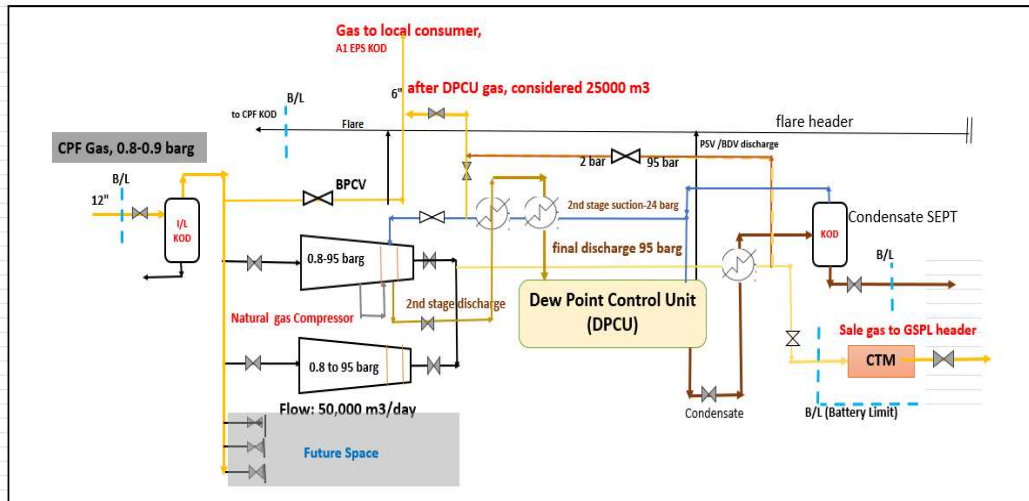 Gas to local consumer,
A1 EPS KOD
6"
after DPCU gas, considered 25000 m3
B/L
to CPF KOD
Flare
flare header
CPF Gas, 0.8-0.9 barg
PSV /BDV discharge
2 bar
95 bar
B/L
12"
BPCV
I/L
KOD
2nd stage suction-24 barg
KOD
Condensate SEPT
final discharge 95 barg
0.8-95 barg
B/L
Dew Point Control Unit
(DPCU)
2nd stage discharge
Natural gas Compressor
Sale gas to GSPL header
CTM
0.8 to 95 barg
Condensate
B/L (Battery Limit)
Flow: 50,000 m3/day
Future Space